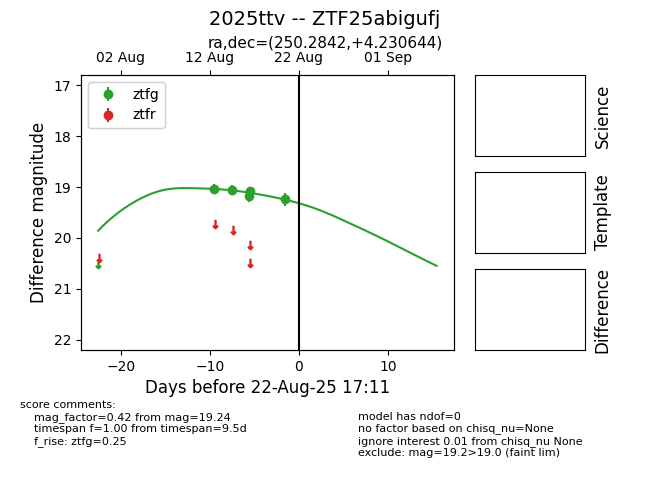 2025ttv -- ZTF25abigufj
ra,dec=(250.2842,+4.230644)
02 Aug
12 Aug
22 Aug
01 Sep
ztfg
ztfr
17
18
19
20
21
22
Difference magnitude
−20
−10
0
10
Days before 22-Aug-25 17:11
Science
Template
Difference
score comments:
mag_factor=0.42 from mag=19.24
timespan f=1.00 from timespan=9.5d
f_rise: ztfg=0.25
model has ndof=0
no factor based on chisq_nu=None
ignore interest 0.01 from chisq_nu None
exclude: mag=19.2>19.0 (faint lim)